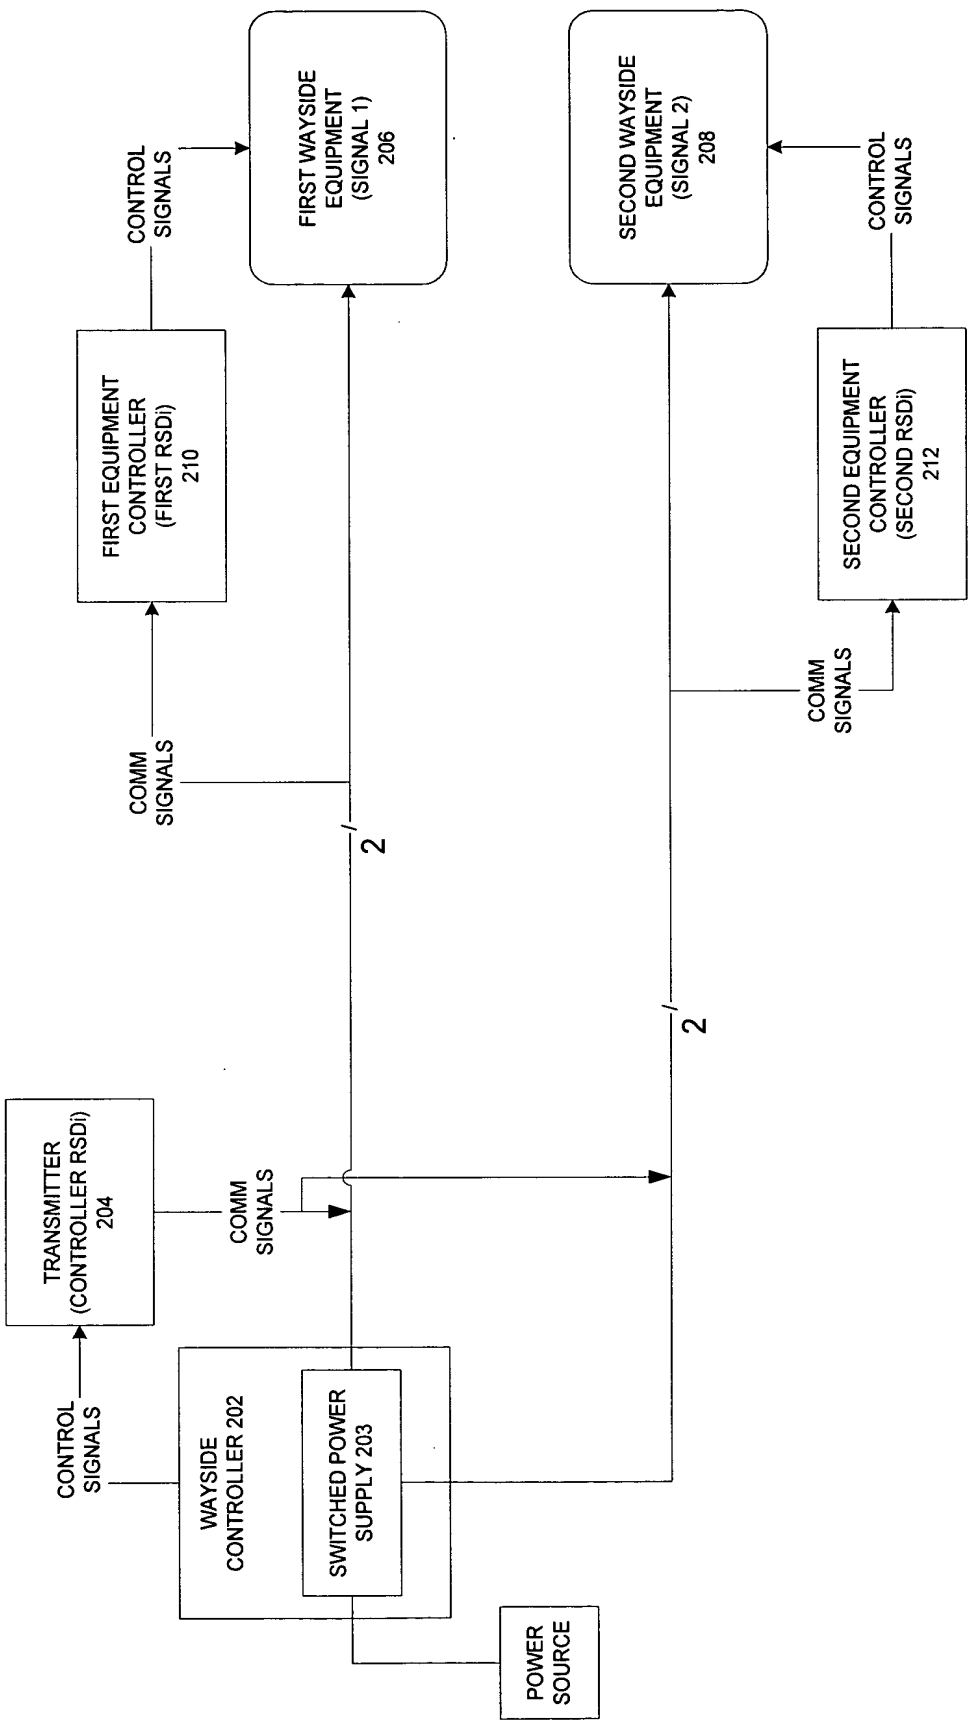 POWER
SOURCE
WAYSIDE
CONTROLLER 202
SWITCHED POWER
SUPPLY 203
CONTROL
SIGNALS
TRANSMITTER
(CONTROLLER RSDi)
204
COMM
SIGNALS
2
2
COMM
SIGNALS
FIRST EQUIPMENT
CONTROLLER
(FIRST RSDi)
210
CONTROL
SIGNALS
FIRST WAYSIDE
EQUIPMENT
(SIGNAL 1)
206
SECOND WAYSIDE
EQUIPMENT
(SIGNAL 2)
208
COMM
SIGNALS
SECOND EQUIPMENT
CONTROLLER
(SECOND RSDi)
212
CONTROL
SIGNALS